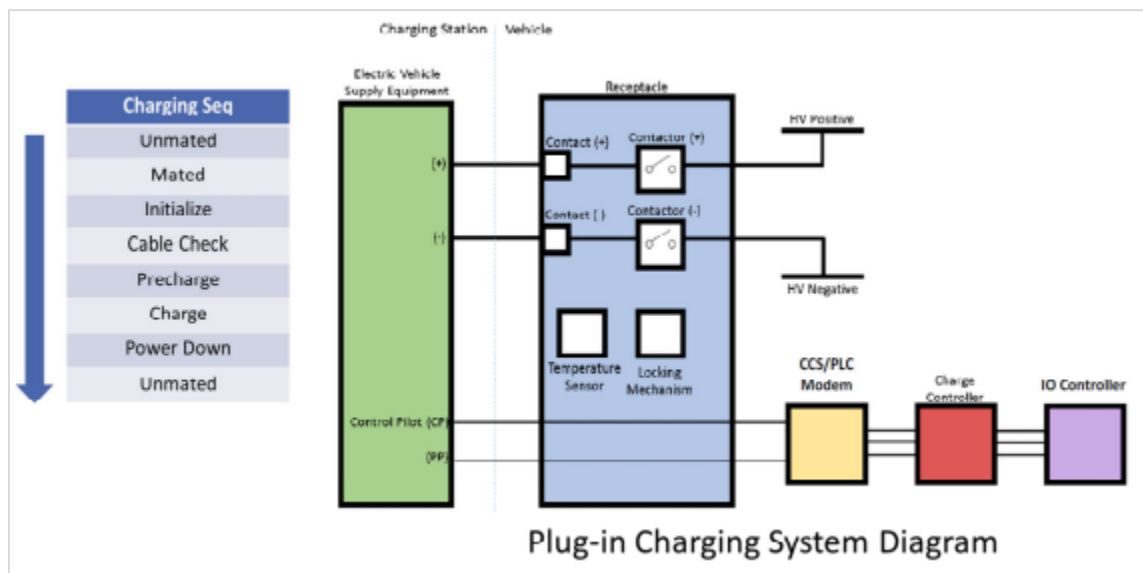 Charging Station
Vehicle
Electric Vehicle
Supply Equipment
Receptacle
Charging Seq
Unmated
Mated
Initialize
Cable Check
Precharge
Charge
Power Down
Unmated
HV Positive
Contact (+)
Contactor (+)
(+)
Contact (-)
Contactor (-)
(-)
HV Negative
Temperature
Sensor
Locking
Mechanism
CCS/PLC
Modem
Charge
Controller
IO Controller
Control Pilot (CP)
(PP)
Plug-in Charging System Diagram